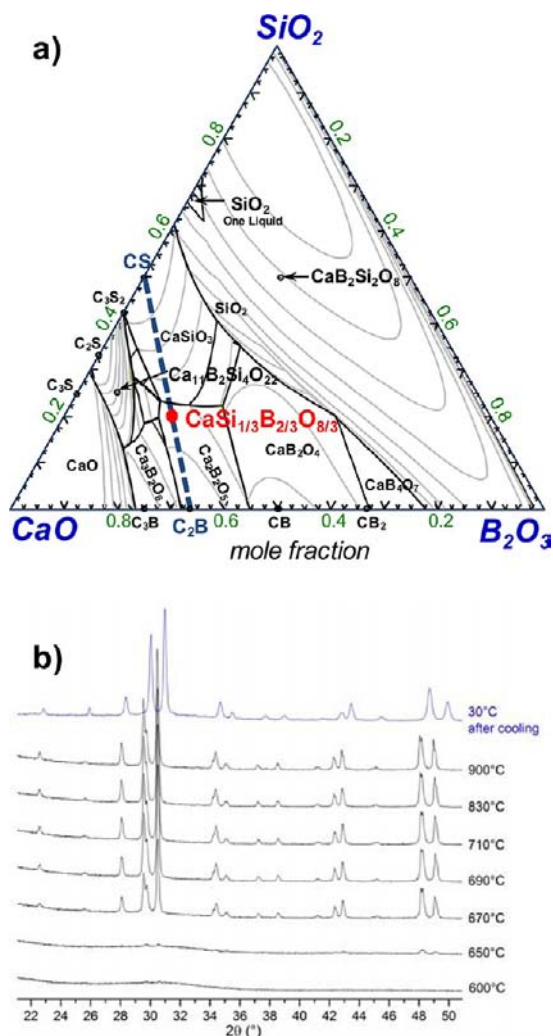 a)
SiO2
0.8
0.2
SiO2
One Liquid
0.6
0.4
CS
CaB2Si2O8
C3S2
0.4
SiO2
CaSiO3
0.6
C2S
Ca11B2Si4O22
C3S
0.2
CaSi1/3B2/3O8/3
0.8
CaO
Ca3B2O6
Ca2B2O5
CaB2O4
CaB4O7
CaO
0.8
C3B
C2B
0.6
CB
0.4
CB2
0.2
B2O3
mole fraction
b)
30°C
after cooling
900°C
830°C
710°C
690°C
670°C
650°C
600°C
21 22 24 26 28 30 32 34 36 38 40 42 44 46 48 50
2θ (°)